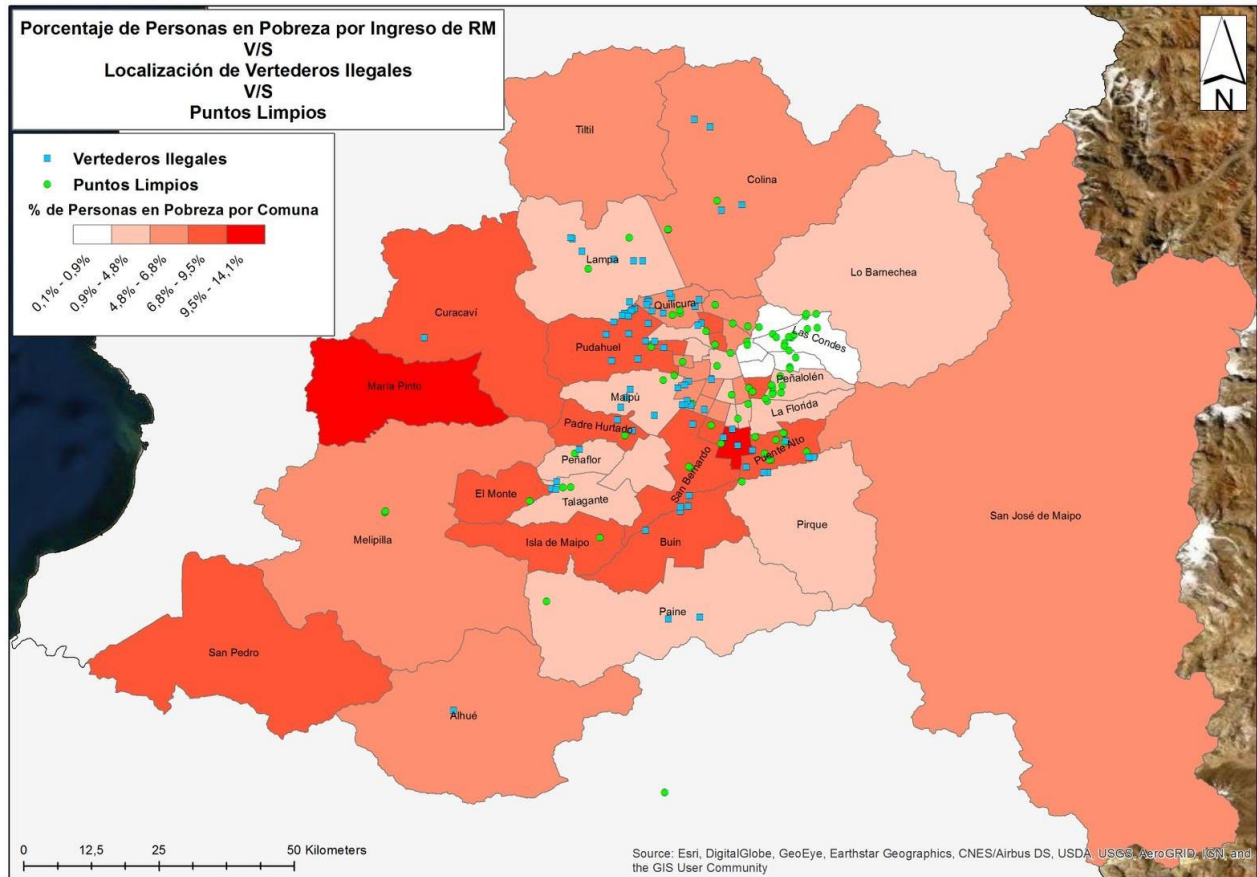 Porcentaje de Personas en Pobreza por Ingreso de RM
V/S
Localización de Vertederos Ilegales
V/S
Puntos Limpios
N
Vertederos Ilegales
Puntos Limpios
% de Personas en Pobreza por Comuna
0,1% - 0,9%
0,9% - 4,8%
4,8% - 6,8%
6,8% - 9,5%
9,5% - 14,1%
Tiltil
Colina
Lampa
Lo Barnechea
Curacaví
Quilicura
Las Condes
Pudahuel
María Pinto
Peñalolén
Maipú
La Florida
Padre Hurtado
Peñaflor
Puente Alto
San Bernardo
El Monte
Talagante
Melipilla
San José de Maipo
Pirque
Isla de Maipo
Buin
Paine
San Pedro
Alhué
0 12,5 25 50 Kilometers
Source: Esri, DigitalGlobe, GeoEye, Earthstar Geographics, CNES/Airbus DS, USDA, USGS, AeroGRID, IGN, and
the GIS User Community